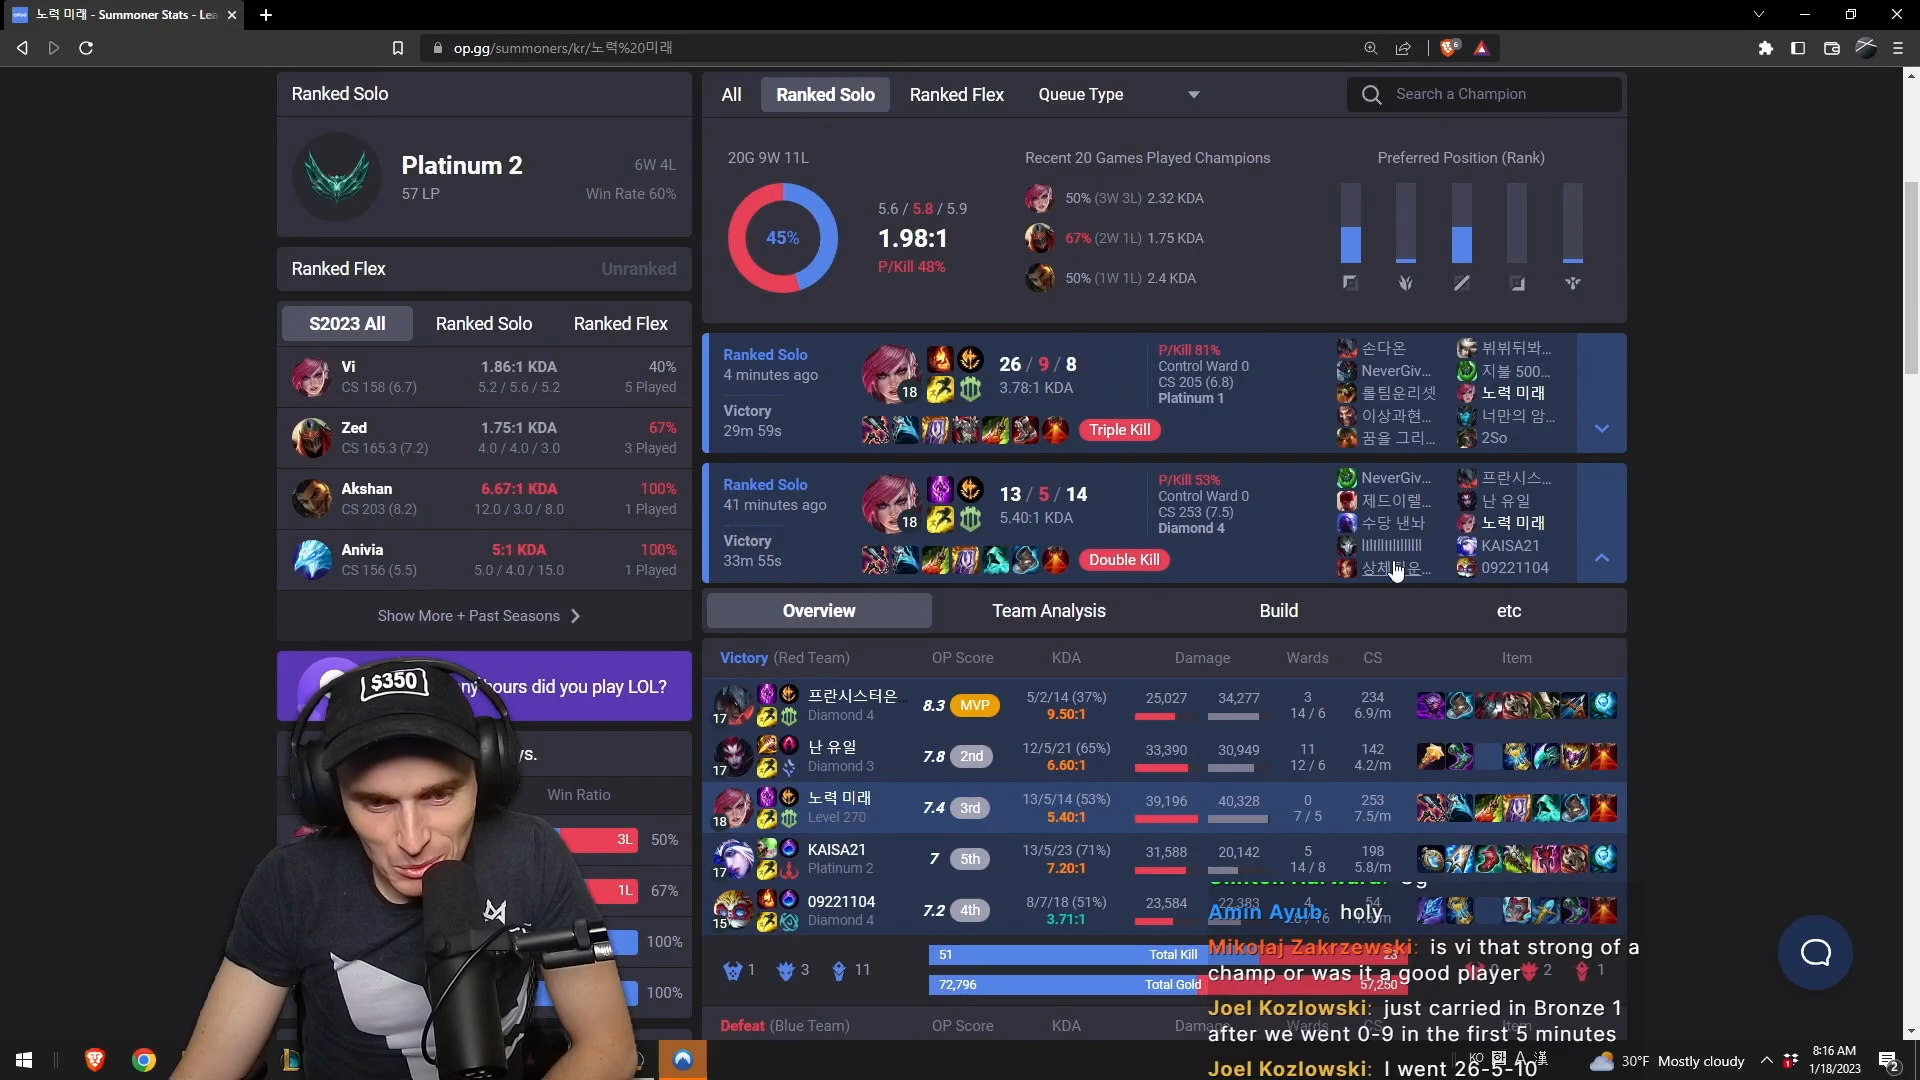 노력 미래 - Summoner Stats - Lea
op.gg/summoners/kr/노력%20미래
6
Ranked Solo
Platinum 2
57 LP
6W 4L
Win Rate 60%
Ranked Flex
Unranked
S2023 All
Ranked Solo
Ranked Flex
Vi
CS 158 (6.7)
1.86:1 KDA
5.2 / 5.6 / 5.2
40%
5 Played
Zed
CS 165.3 (7.2)
1.75:1 KDA
4.0 / 4.0 / 3.0
67%
3 Played
Akshan
CS 203 (8.2)
6.67:1 KDA
12.0 / 3.0 / 8.0
100%
1 Played
Anivia
CS 156 (5.5)
5:1 KDA
5.0 / 4.0 / 15.0
100%
1 Played
Show More + Past Seasons
hours did you play LOL?
Win Ratio
3L
50%
1L
67%
100%
100%
($350)
All
Ranked Solo
Ranked Flex
Queue Type
Search a Champion
20G 9W 11L
45%
5.6 / 5.8 / 5.9
1.98:1
P/Kill 48%
Recent 20 Games Played Champions
50% (3W 3L) 2.32 KDA
67% (2W 1L) 1.75 KDA
50% (1W 1L) 2.4 KDA
Preferred Position (Rank)
Ranked Solo
4 minutes ago
Victory
29m 59s
18
26 / 9 / 8
3.78:1 KDA
Triple Kill
P/Kill 81%
Control Ward 0
CS 205 (6.8)
Platinum 1
손다온
NeverGiv...
롤팀운리셋
이상과현...
꿈을 그리...
뷔뷔뒤봐...
지불 500...
노력 미래
너만의 암...
2So
Ranked Solo
41 minutes ago
Victory
33m 55s
18
13 / 5 / 14
5.40:1 KDA
Double Kill
P/Kill 53%
Control Ward 0
CS 253 (7.5)
Diamond 4
NeverGiv...
제드이렐...
수당 낸놔
프란시스...
난 유일
노력 미래
KAISA21
09221104
Overview
Team Analysis
Build
etc
Victory (Red Team)
OP Score
KDA
Damage
Wards
CS
Item
17
프란시스터은...
Diamond 4
8.3 MVP
5/2/14 (37%)
9.50:1
25,027
34,277
3
14 / 6
234
6.9/m
17
난 유일
Diamond 3
7.8 2nd
12/5/21 (65%)
6.60:1
33,390
30,949
11
12 / 6
142
4.2/m
18
노력 미래
Level 270
7.4 3rd
13/5/14 (53%)
5.40:1
39,196
40,328
0
7 / 5
253
7.5/m
17
KAISA21
Platinum 2
7 5th
13/5/23 (71%)
7.20:1
31,588
20,142
5
14 / 8
198
5.8/m
15
09221104
Diamond 4
7.2 4th
8/7/18 (51%)
3.71:1
23,584
22,383
4
54
1
3
11
51
Total Kill
23
72,796
Total Gold
57,250
0
2
1
Defeat (Blue Team)
OP Score
KDA
Damage
Wards
CS
Item
Amin Ayub: holy
Mikołaj Zakrzewski: is vi that strong of a
champ or was it a good player
Joel Kozlowski: just carried in Bronze 1
after we went 0-9 in the first 5 minutes
Joel Kozlowski: I went 26-5-10
30°F Mostly cloudy
8:16 AM
1/18/2023
2